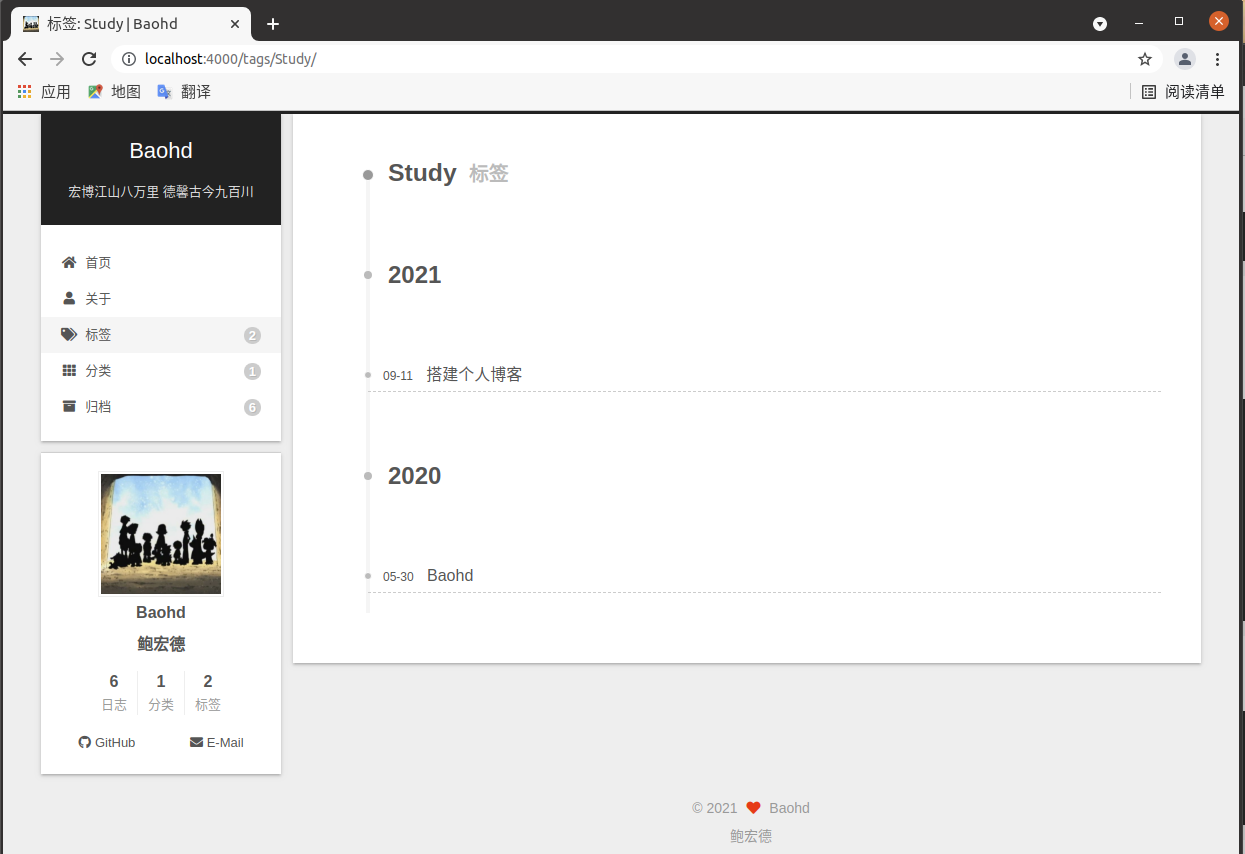 标签: Study | Baohd
localhost:4000/tags/Study/
应用 地图 翻译 阅读清单
Baohd
宏博江山八万里 德馨古今九百川
首页
关于
标签 2
分类 1
归档 6
Baohd
鲍宏德
6 1 2
日志 分类 标签
GitHub E-Mail
Study 标签
2021
09-11 搭建个人博客
2020
05-30 Baohd
© 2021 Baohd
鲍宏德